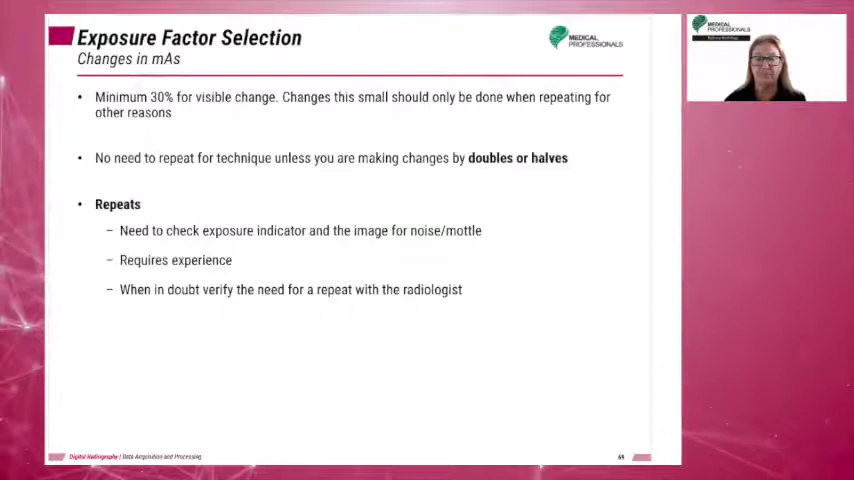 Exposure Factor Selection
Changes in mAs
MEDICAL
PROFESSIONALS
• Minimum 30% for visible change. Changes this small should only be done when repeating for
other reasons
• No need to repeat for technique unless you are making changes by doubles or halves
• Repeats
– Need to check exposure indicator and the image for noise/mottle
– Requires experience
– When in doubt verify the need for a repeat with the radiologist
Digital Radiography | Data Acquisition and Processing
69
MEDICAL
PROFESSIONALS